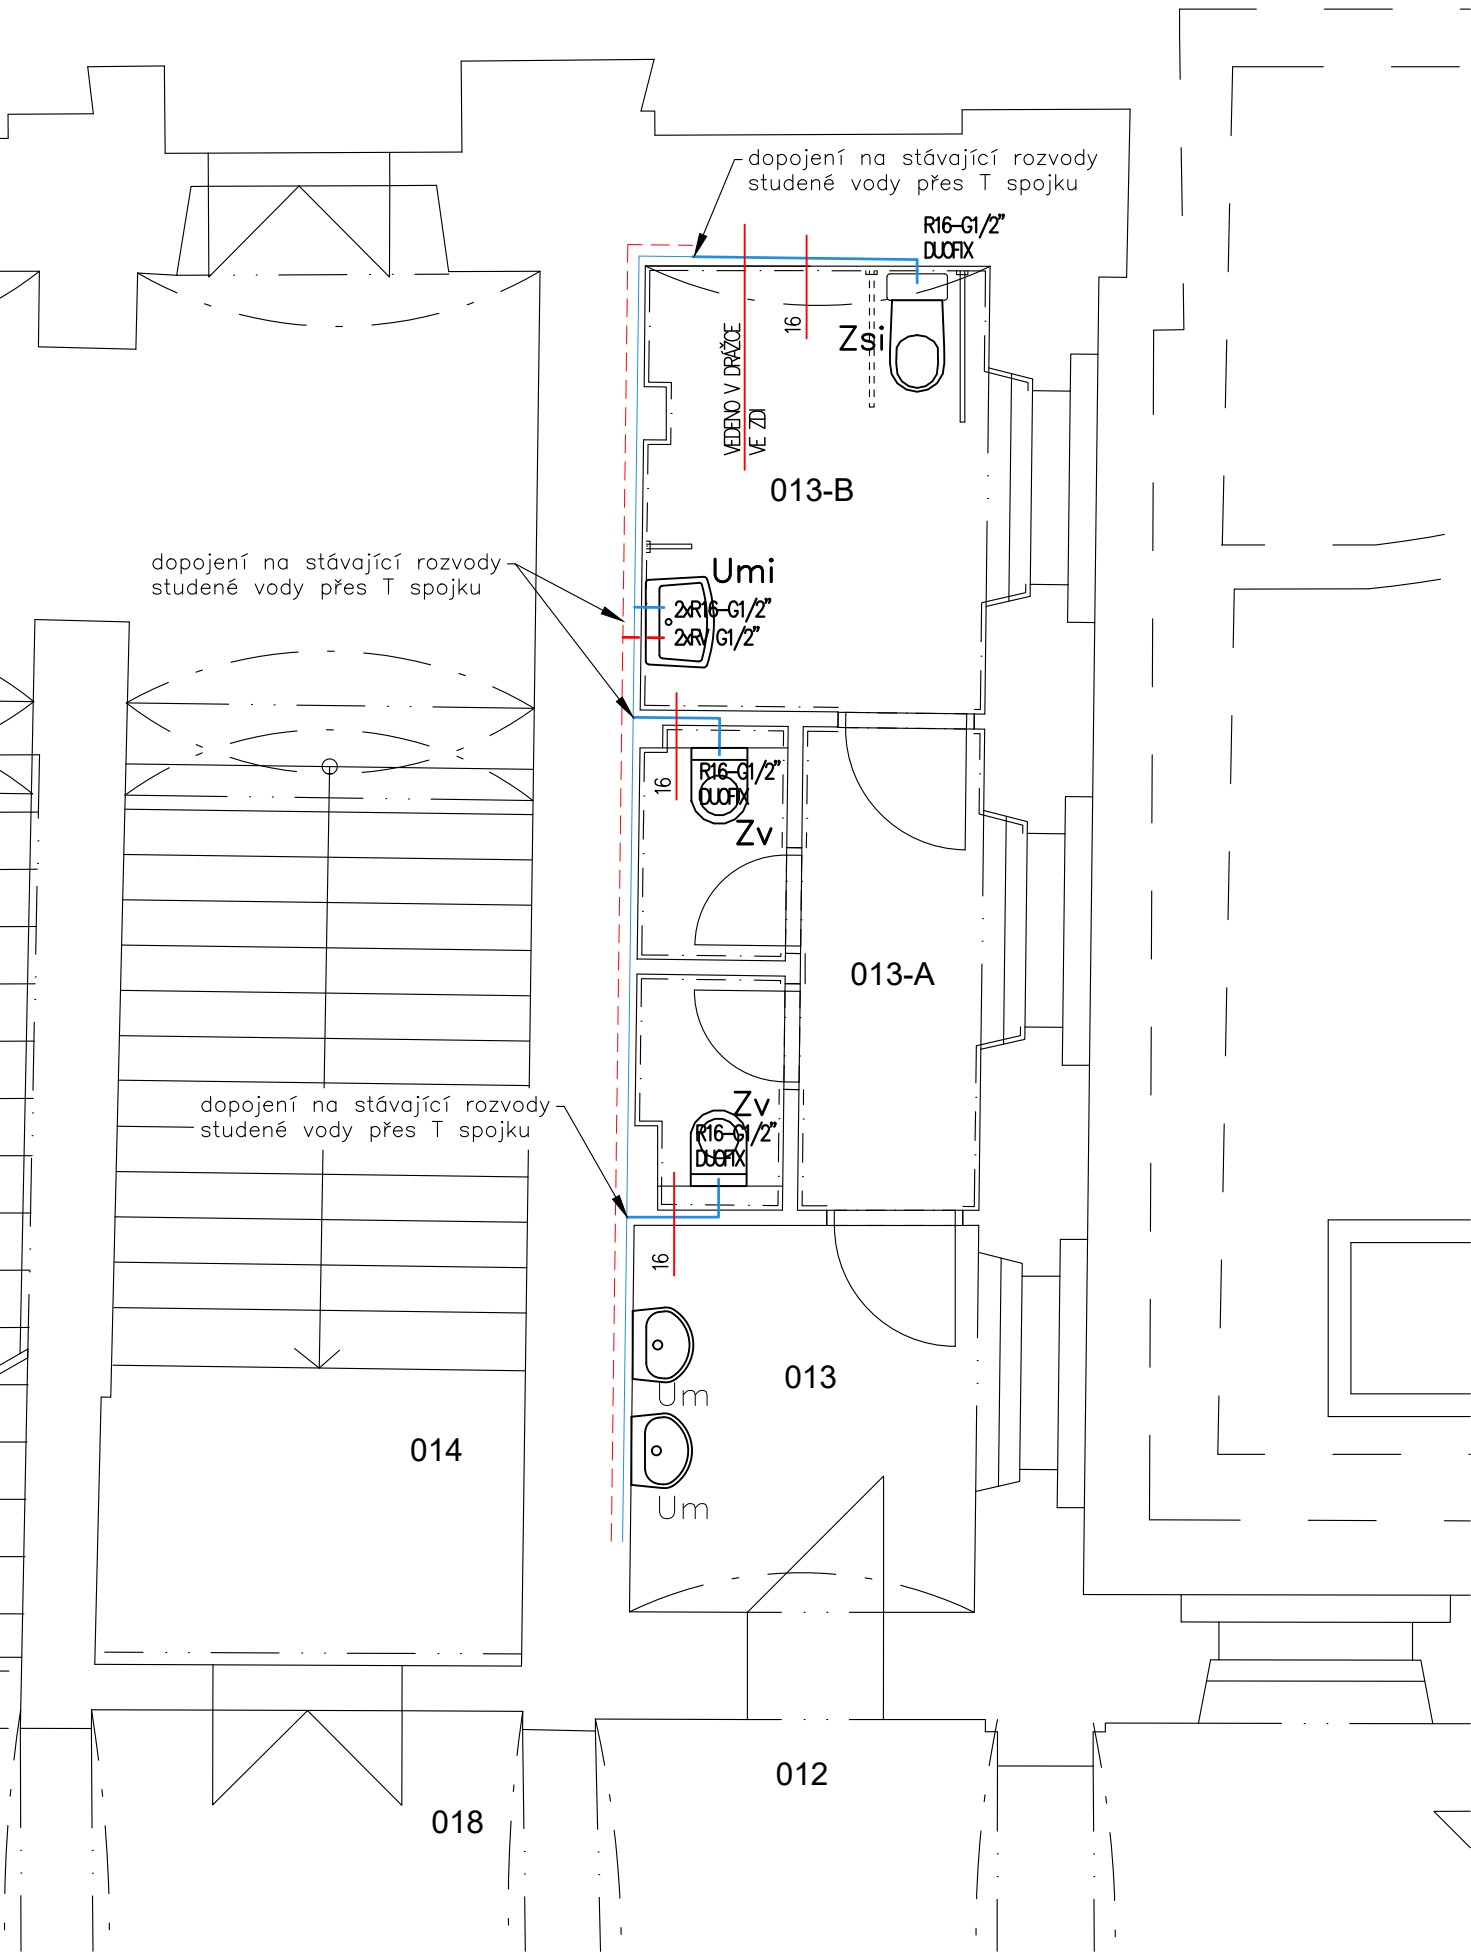 dopojení na stávající rozvody
studené vody přes T spojku
R16-G1/2"
DUOFIX
16
Zsi
VEDENO V DRÁŽCE
VE ZDI
013-B
dopojení na stávající rozvody
studené vody přes T spojku
Umi
2xR16-G1/2"
2xRV G1/2"
16
R16-G1/2"
DUOFIX
Zv
013-A
dopojení na stávající rozvody
studené vody přes T spojku
Zv
R16-G1/2"
DUOFIX
16
013
Um
014
Um
012
018